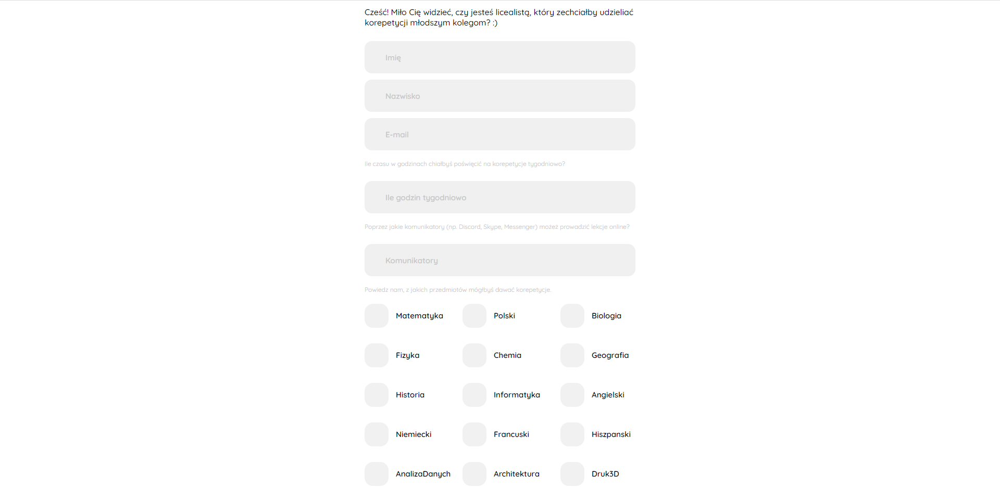 Cześć! Miło Cię widzieć, czy jesteś licealistą, który zechciałby udzieliać
korepetycji młodszym kolegom? :)
Imię
Nazwisko
E-mail
Ile czasu w godzinach chiałbyś poświęcić na korepetycje tygodniowo?
Ile godzin tygodniowo
Poprzez jakie komunikatory (np. Discord, Skype, Messenger) możeż prowadzić lekcje online?
Komunikatory
Powiedz nam, z jakich przedmiotów mógłbyś dawać korepetycje.
Matematyka Polski Biologia
Fizyka Chemia Geografia
Historia Informatyka Angielski
Niemiecki Francuski Hiszpanski
AnalizaDanych Architektura Druk3D